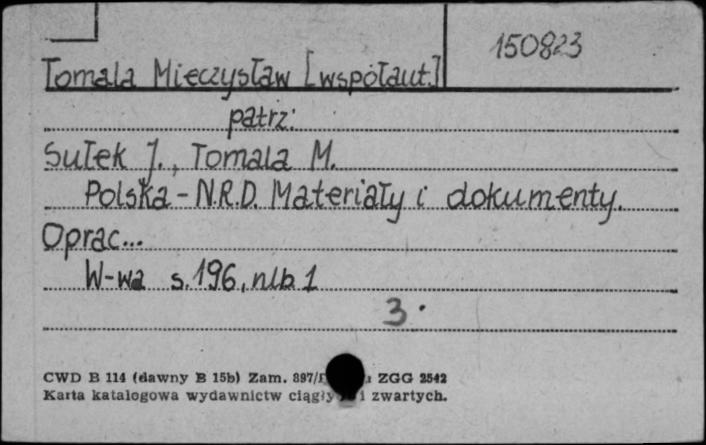 150823
Tomala Mieczysław [współaut.]
patrz:
Sułek J., Tomala M.
Polska - N.R.D. Materiały i dokumenty.
Oprac...
W-wa s. 196, nlb 1
3.
CWD B 114 (dawny B 15b) Zam. 897/ ZGG 2542
Karta katalogowa wydawnictw i zwartych.